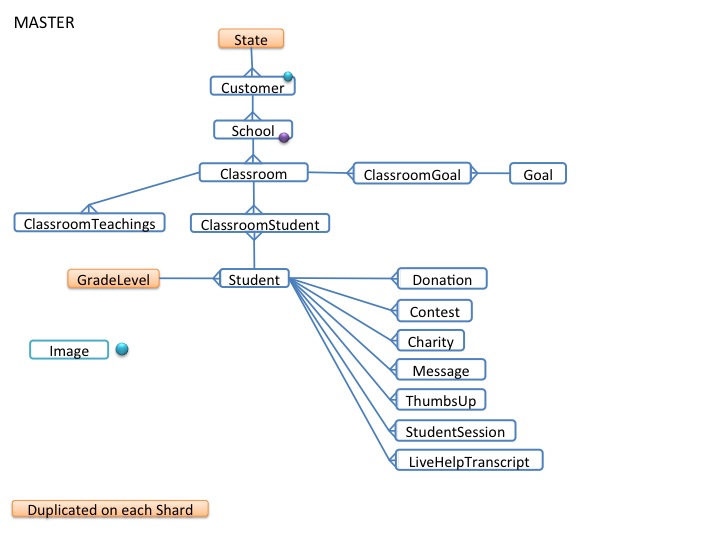 MASTER
State
Customer
School
Classroom
ClassroomGoal
Goal
ClassroomTeachings
ClassroomStudent
GradeLevel
Student
Donation
Contest
Charity
Image
Message
ThumbsUp
StudentSession
LiveHelpTranscript
Duplicated on each Shard